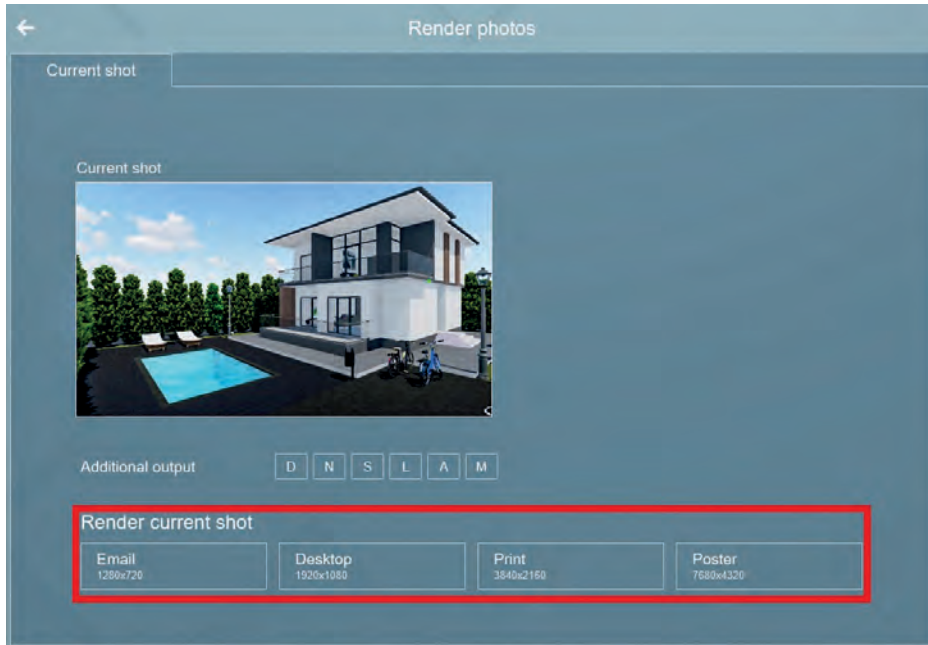 Render photos
Current shot
Current shot
Additional output D N S L A M
Render current shot
Email Desktop Print Poster
1280x720 1920x1080 3840x2160 7680x4320